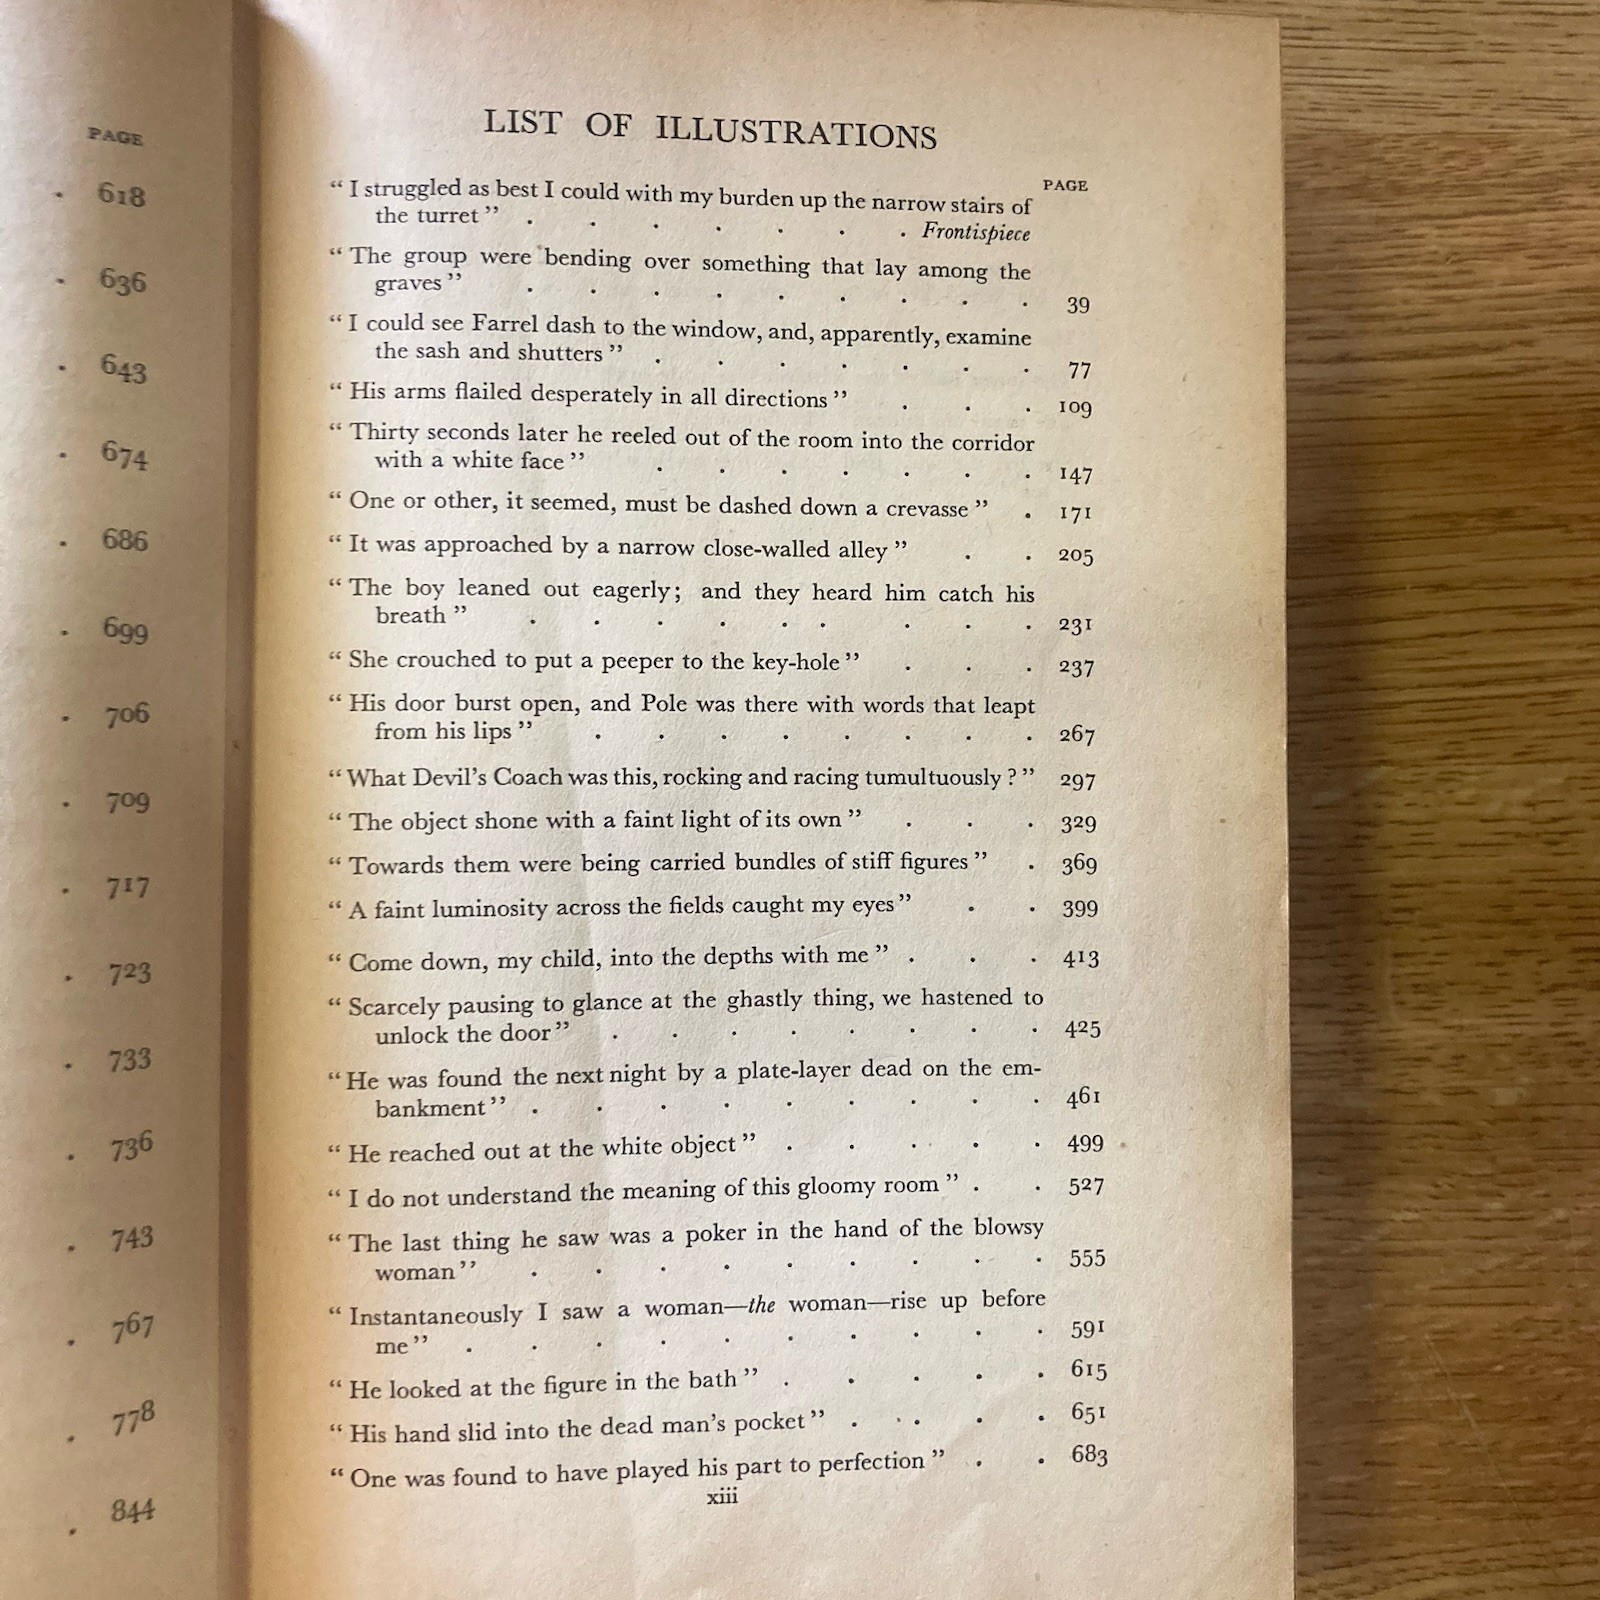 PAGE
. 618
. 636
. 643
. 674
. 686
. 699
. 706
. 709
. 717
. 723
. 733
. 736
. 743
. 767
. 778
. 844
LIST OF ILLUSTRATIONS
PAGE
“ I struggled as best I could with my burden up the narrow stairs of
the turret ” . . . . . . . Frontispiece
“ The group were bending over something that lay among the
graves ” . . . . . . . . . 39
“ I could see Farrel dash to the window, and, apparently, examine
the sash and shutters ” . . . . . . . 77
“ His arms flailed desperately in all directions ” . . . 109
“ Thirty seconds later he reeled out of the room into the corridor
with a white face ” . . . . . . . 147
“ One or other, it seemed, must be dashed down a crevasse ” . 171
“ It was approached by a narrow close-walled alley ” . . 205
“ The boy leaned out eagerly; and they heard him catch his
breath ” . . . . . . . . . 231
“ She crouched to put a peeper to the key-hole ” . . . 237
“ His door burst open, and Pole was there with words that leapt
from his lips ” . . . . . . . . 267
“ What Devil’s Coach was this, rocking and racing tumultuously ? ” 297
“ The object shone with a faint light of its own ” . . . 329
“ Towards them were being carried bundles of stiff figures ” . 369
“ A faint luminosity across the fields caught my eyes ” . . 399
“ Come down, my child, into the depths with me ” . . . 413
“ Scarcely pausing to glance at the ghastly thing, we hastened to
unlock the door ” . . . . . . . . 425
“ He was found the next night by a plate-layer dead on the em-
bankment ” . . . . . . . . . 461
“ He reached out at the white object ” . . . . . 499
“ I do not understand the meaning of this gloomy room ” . . 527
“ The last thing he saw was a poker in the hand of the blowsy
woman ” . . . . . . . . . 555
“ Instantaneously I saw a woman—the woman—rise up before
me ” . . . . . . . . . . 591
“ He looked at the figure in the bath ” . . . . . 615
“ His hand slid into the dead man’s pocket ” . . . . . 651
“ One was found to have played his part to perfection ” . . 683
xiii